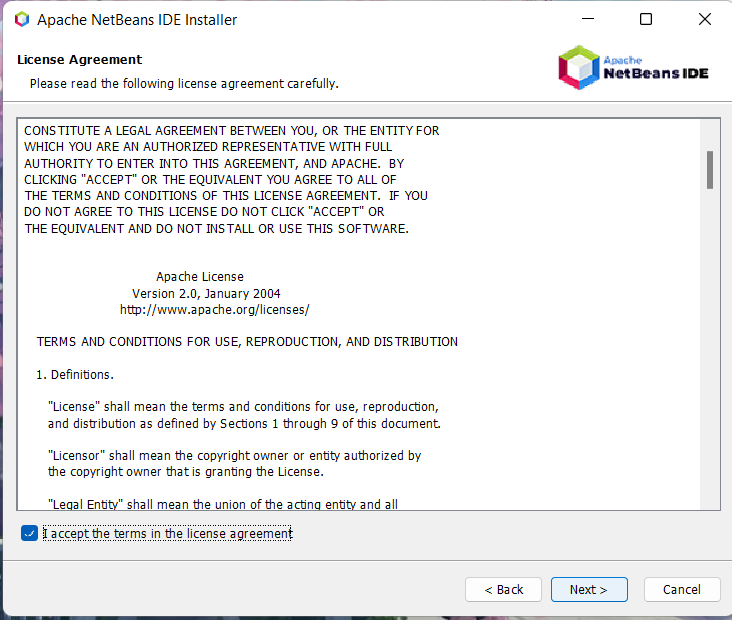 Apache NetBeans IDE Installer
License Agreement
Please read the following license agreement carefully.
Apache
NetBeans IDE
CONSTITUTE A LEGAL AGREEMENT BETWEEN YOU, OR THE ENTITY FOR
WHICH YOU ARE AN AUTHORIZED REPRESENTATIVE WITH FULL
AUTHORITY TO ENTER INTO THIS AGREEMENT, AND APACHE.  BY
CLICKING "ACCEPT" OR THE EQUIVALENT YOU AGREE TO ALL OF
THE TERMS AND CONDITIONS OF THIS LICENSE AGREEMENT.  IF YOU
DO NOT AGREE TO THIS LICENSE DO NOT CLICK "ACCEPT" OR
THE EQUIVALENT AND DO NOT INSTALL OR USE THIS SOFTWARE.
Apache License
Version 2.0, January 2004
http://www.apache.org/licenses/
TERMS AND CONDITIONS FOR USE, REPRODUCTION, AND DISTRIBUTION
1. Definitions.
"License" shall mean the terms and conditions for use, reproduction,
and distribution as defined by Sections 1 through 9 of this document.
"Licensor" shall mean the copyright owner or entity authorized by
the copyright owner that is granting the License.
"Legal Entity" shall mean the union of the acting entity and all
I accept the terms in the license agreement
< Back
Next >
Cancel